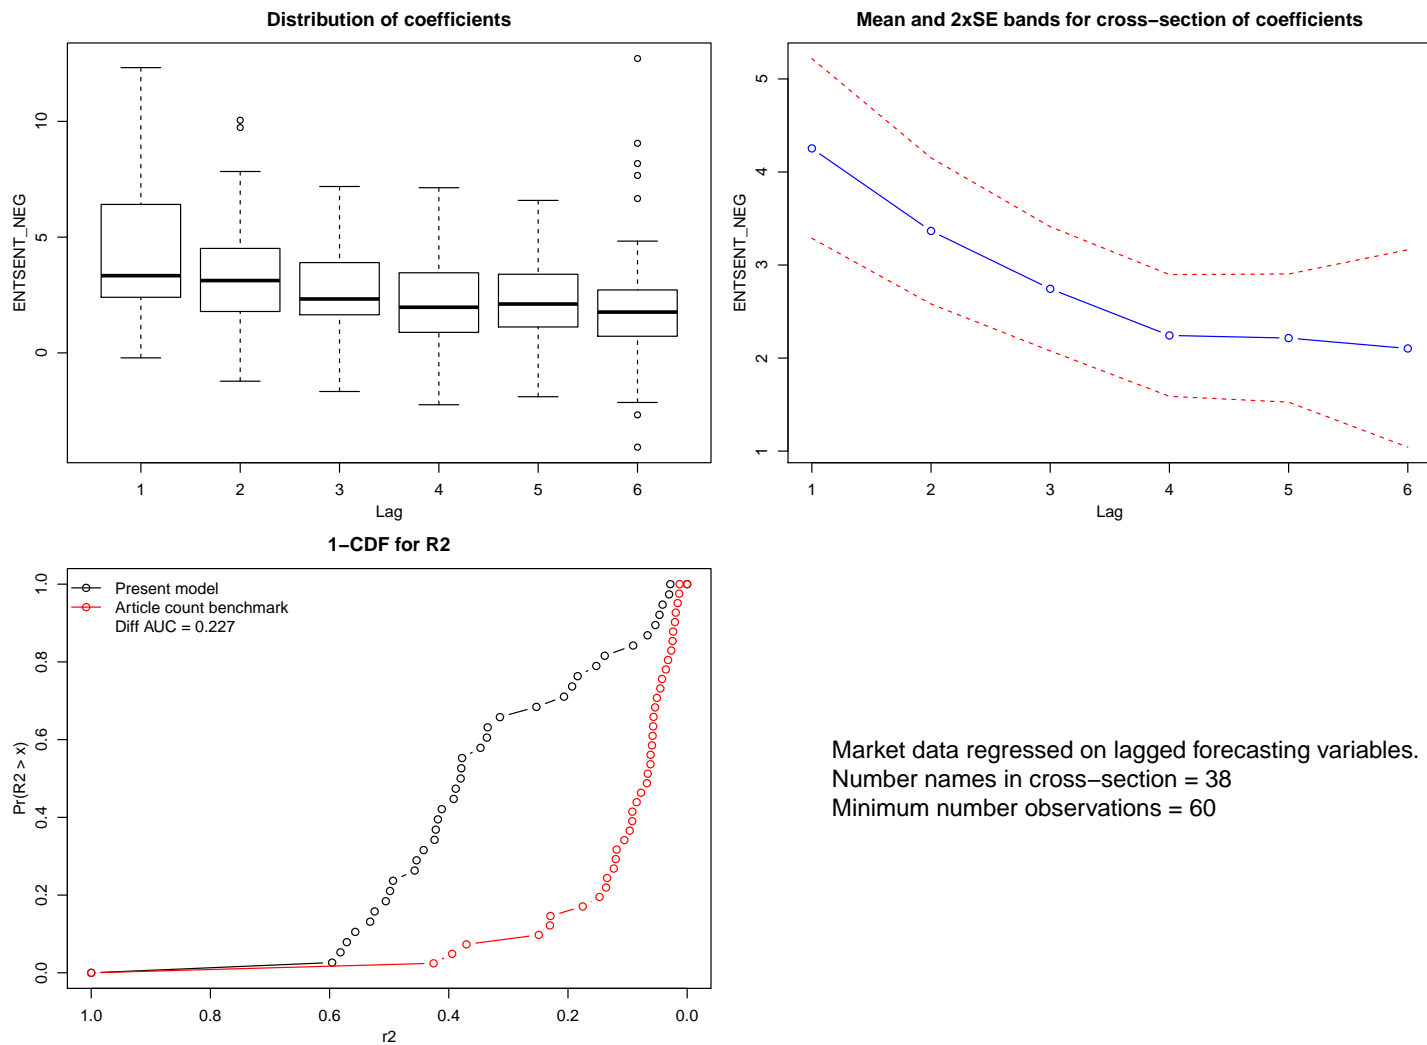 Distribution of coefficients
ENTSENT_NEG
10
5
0
1 2 3 4 5 6
Lag
Mean and 2xSE bands for cross−section of coefficients
ENTSENT_NEG
5
4
3
2
1
1 2 3 4 5 6
Lag
1−CDF for R2
Present model
Article count benchmark
Diff AUC = 0.227
Pr(R2 > x)
1.0
0.8
0.6
0.4
0.2
0.0
1.0 0.8 0.6 0.4 0.2 0.0
r2
Market data regressed on lagged forecasting variables.
Number names in cross−section = 38
Minimum number observations = 60